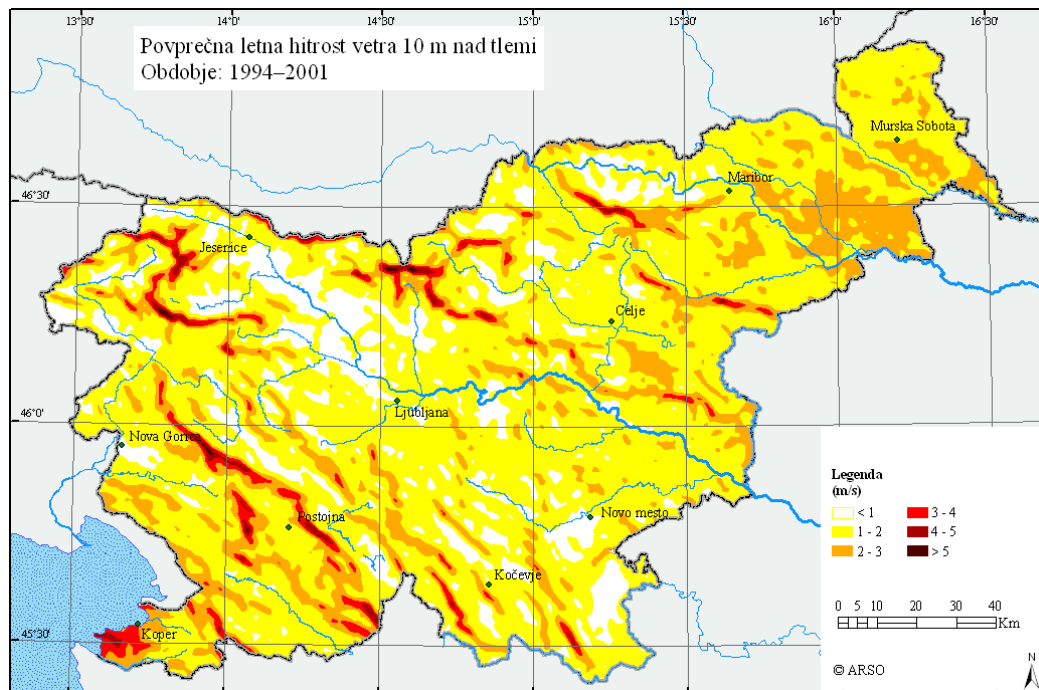 13°30' 14°0' 14°30' 15°0' 15°30' 16°0' 16°30'
Povprečna letna hitrost vetra 10 m nad tlemi
Obdobje: 1994–2001
Murska Sobota
Maribor
46°30'
Jesenice
Celje
Ljubljana
46°0'
Nova Gorica
Legenda
(m/s)
< 1 3 - 4
1 - 2 4 - 5
2 - 3 > 5
Novo mesto
Postojna
Kočevje
0 5 10 20 30 40
Km
Koper
45°30'
© ARSO
N